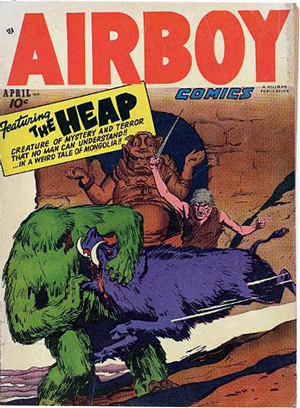 AIRBOY
COMICS
APRIL
10¢
A HILLMAN
PUBLICATION
Featuring
THE HEAP
CREATURE OF MYSTERY AND TERROR
THAT NO MAN CAN UNDERSTAND!!
...IN A WEIRD TALE OF MONGOLIA!!